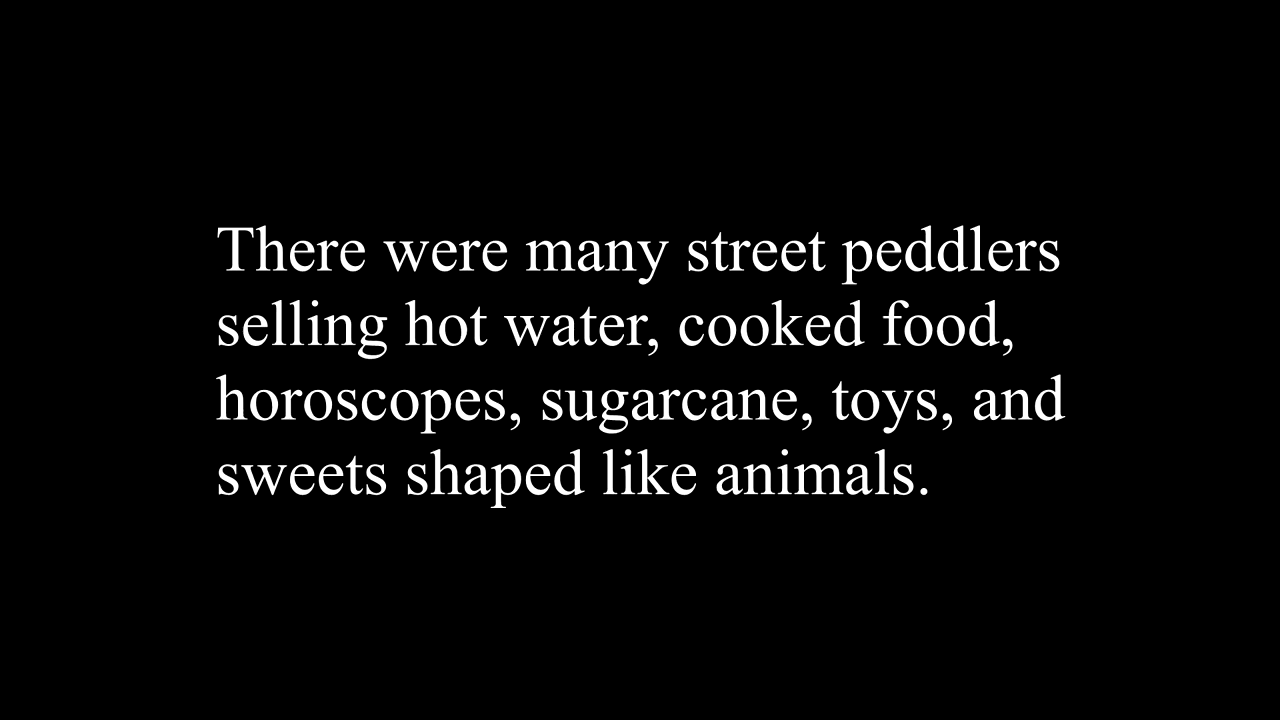 There were many street peddlers
selling hot water, cooked food,
horoscopes, sugarcane, toys, and
sweets shaped like animals.